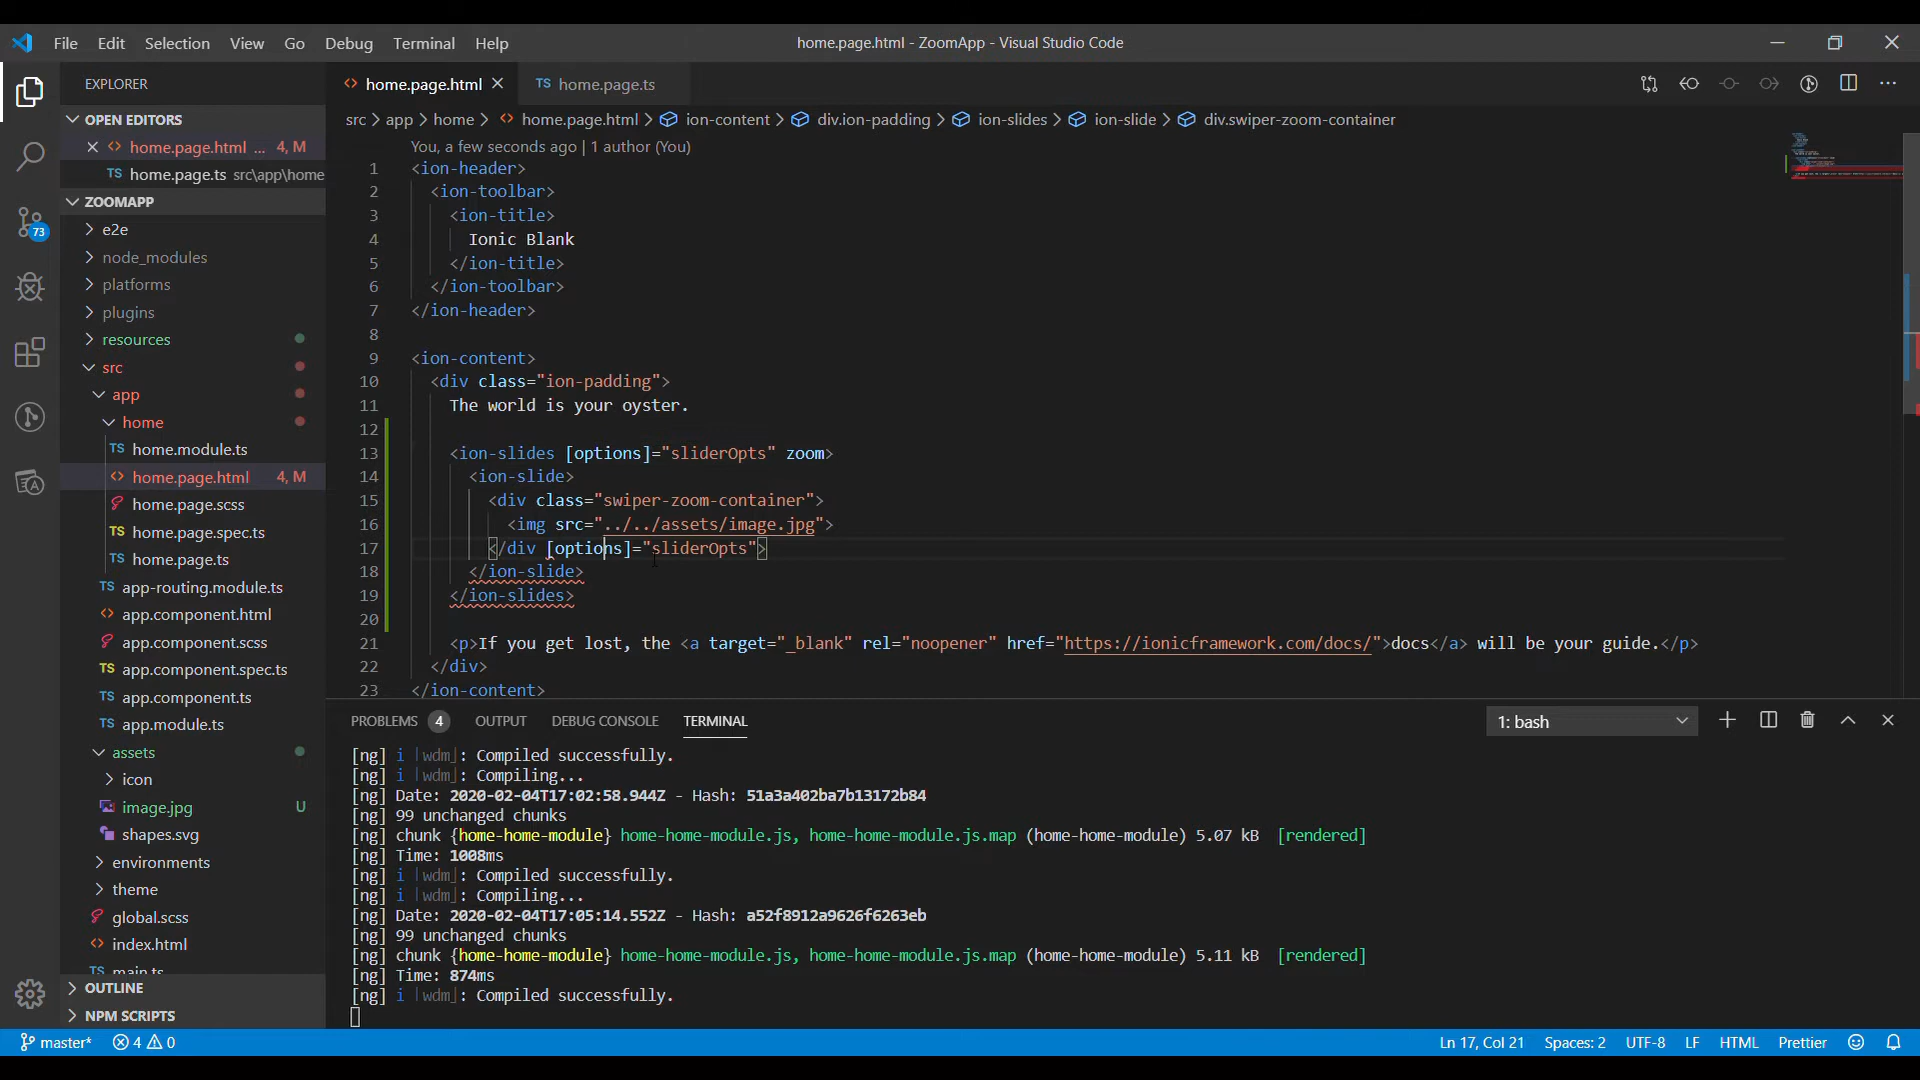 File Edit Selection View Go Debug Terminal Help
home.page.html - ZoomApp - Visual Studio Code
EXPLORER
OPEN EDITORS
home.page.html ... 4, M
home.page.ts src\app\home
ZOOMAPP
e2e
node_modules
platforms
plugins
resources
src
app
home
TS home.module.ts
home.page.html 4, M
home.page.scss
TS home.page.spec.ts
TS home.page.ts
TS app-routing.module.ts
app.component.html
app.component.scss
TS app.component.spec.ts
TS app.component.ts
TS app.module.ts
assets
icon
image.jpg U
shapes.svg
environments
theme
global.scss
index.html
main.ts
OUTLINE
NPM SCRIPTS
73
home.page.html
TS home.page.ts
src > app > home > home.page.html > ion-content > div.ion-padding > ion-slides > ion-slide > div.swiper-zoom-container
You, a few seconds ago | 1 author (You)
1 <ion-header>
2 <ion-toolbar>
3 <ion-title>
4 Ionic Blank
5 </ion-title>
6 </ion-toolbar>
7 </ion-header>
8
9 <ion-content>
10 <div class="ion-padding">
11 The world is your oyster.
12
13 <ion-slides [options]="sliderOpts" zoom>
14 <ion-slide>
15 <div class="swiper-zoom-container">
16 <img src="../../assets/image.jpg">
17 </div [options]="sliderOpts">
18 </ion-slide>
19 </ion-slides>
20
21 <p>If you get lost, the <a target="_blank" rel="noopener" href="https://ionicframework.com/docs/">docs</a> will be your guide.</p>
22 </div>
23 </ion-content>
PROBLEMS 4 OUTPUT DEBUG CONSOLE TERMINAL
1: bash
[ng] i ｢wdm｣: Compiled successfully.
[ng] i ｢wdm｣: Compiling...
[ng] Date: 2020-02-04T17:02:58.944Z - Hash: 51a3a402ba7b13172b84
[ng] 99 unchanged chunks
[ng] chunk {home-home-module} home-home-module.js, home-home-module.js.map (home-home-module) 5.07 kB [rendered]
[ng] Time: 1008ms
[ng] i ｢wdm｣: Compiled successfully.
[ng] i ｢wdm｣: Compiling...
[ng] Date: 2020-02-04T17:05:14.552Z - Hash: a52f8912a9626f6263eb
[ng] 99 unchanged chunks
[ng] chunk {home-home-module} home-home-module.js, home-home-module.js.map (home-home-module) 5.11 kB [rendered]
[ng] Time: 874ms
[ng] i ｢wdm｣: Compiled successfully.
master* 4 0
Ln 17, Col 21 Spaces: 2 UTF-8 LF HTML Prettier